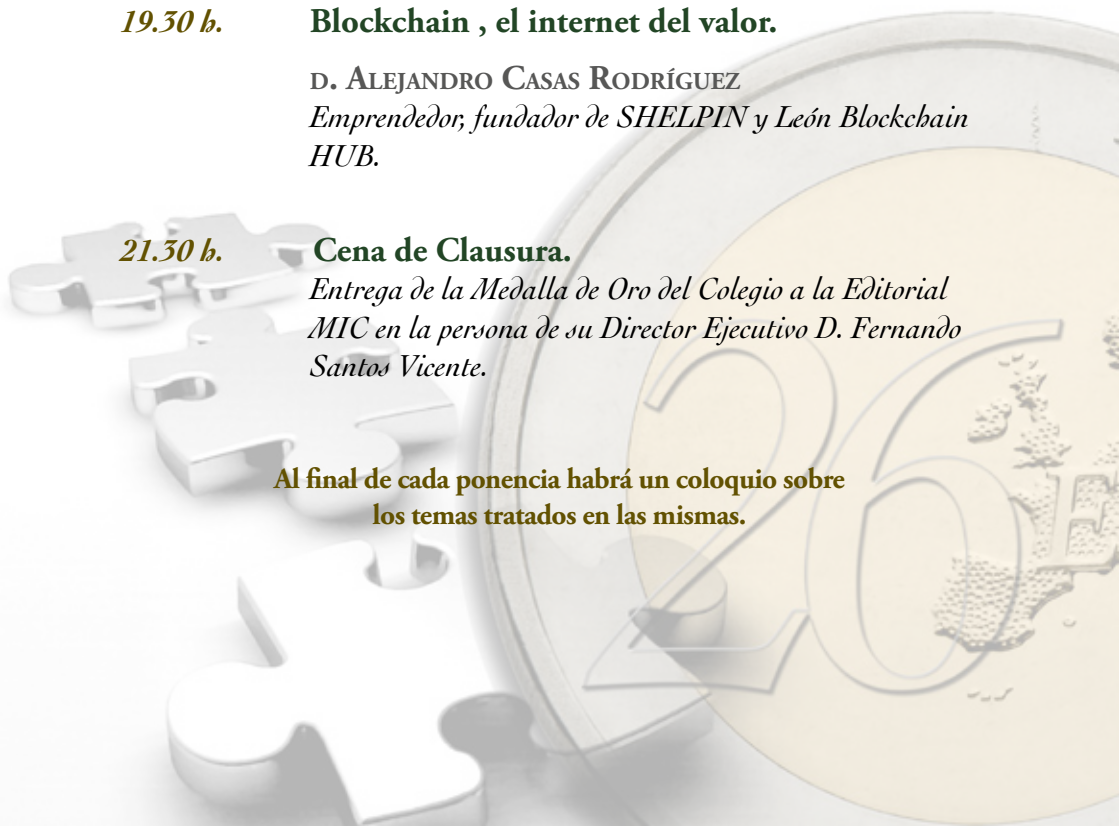 19.30 h. Blockchain , el internet del valor.
D. Alejandro Casas Rodríguez
Emprendedor, fundador de SHELPIN y León Blockchain
HUB.
21.30 h. Cena de Clausura.
Entrega de la Medalla de Oro del Colegio a la Editorial
MIC en la persona de su Director Ejecutivo D. Fernando
Santos Vicente.
Al final de cada ponencia habrá un coloquio sobre
los temas tratados en las mismas.
26
E